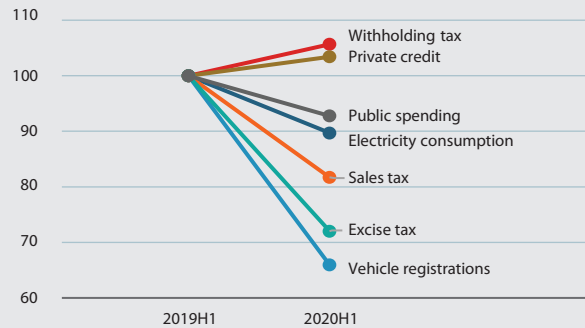 110
Withholding tax
100
Private credit
Public spending
90
Electricity consumption
80
Sales tax
70
Excise tax
Vehicle registrations
60
2019H1
2020H1